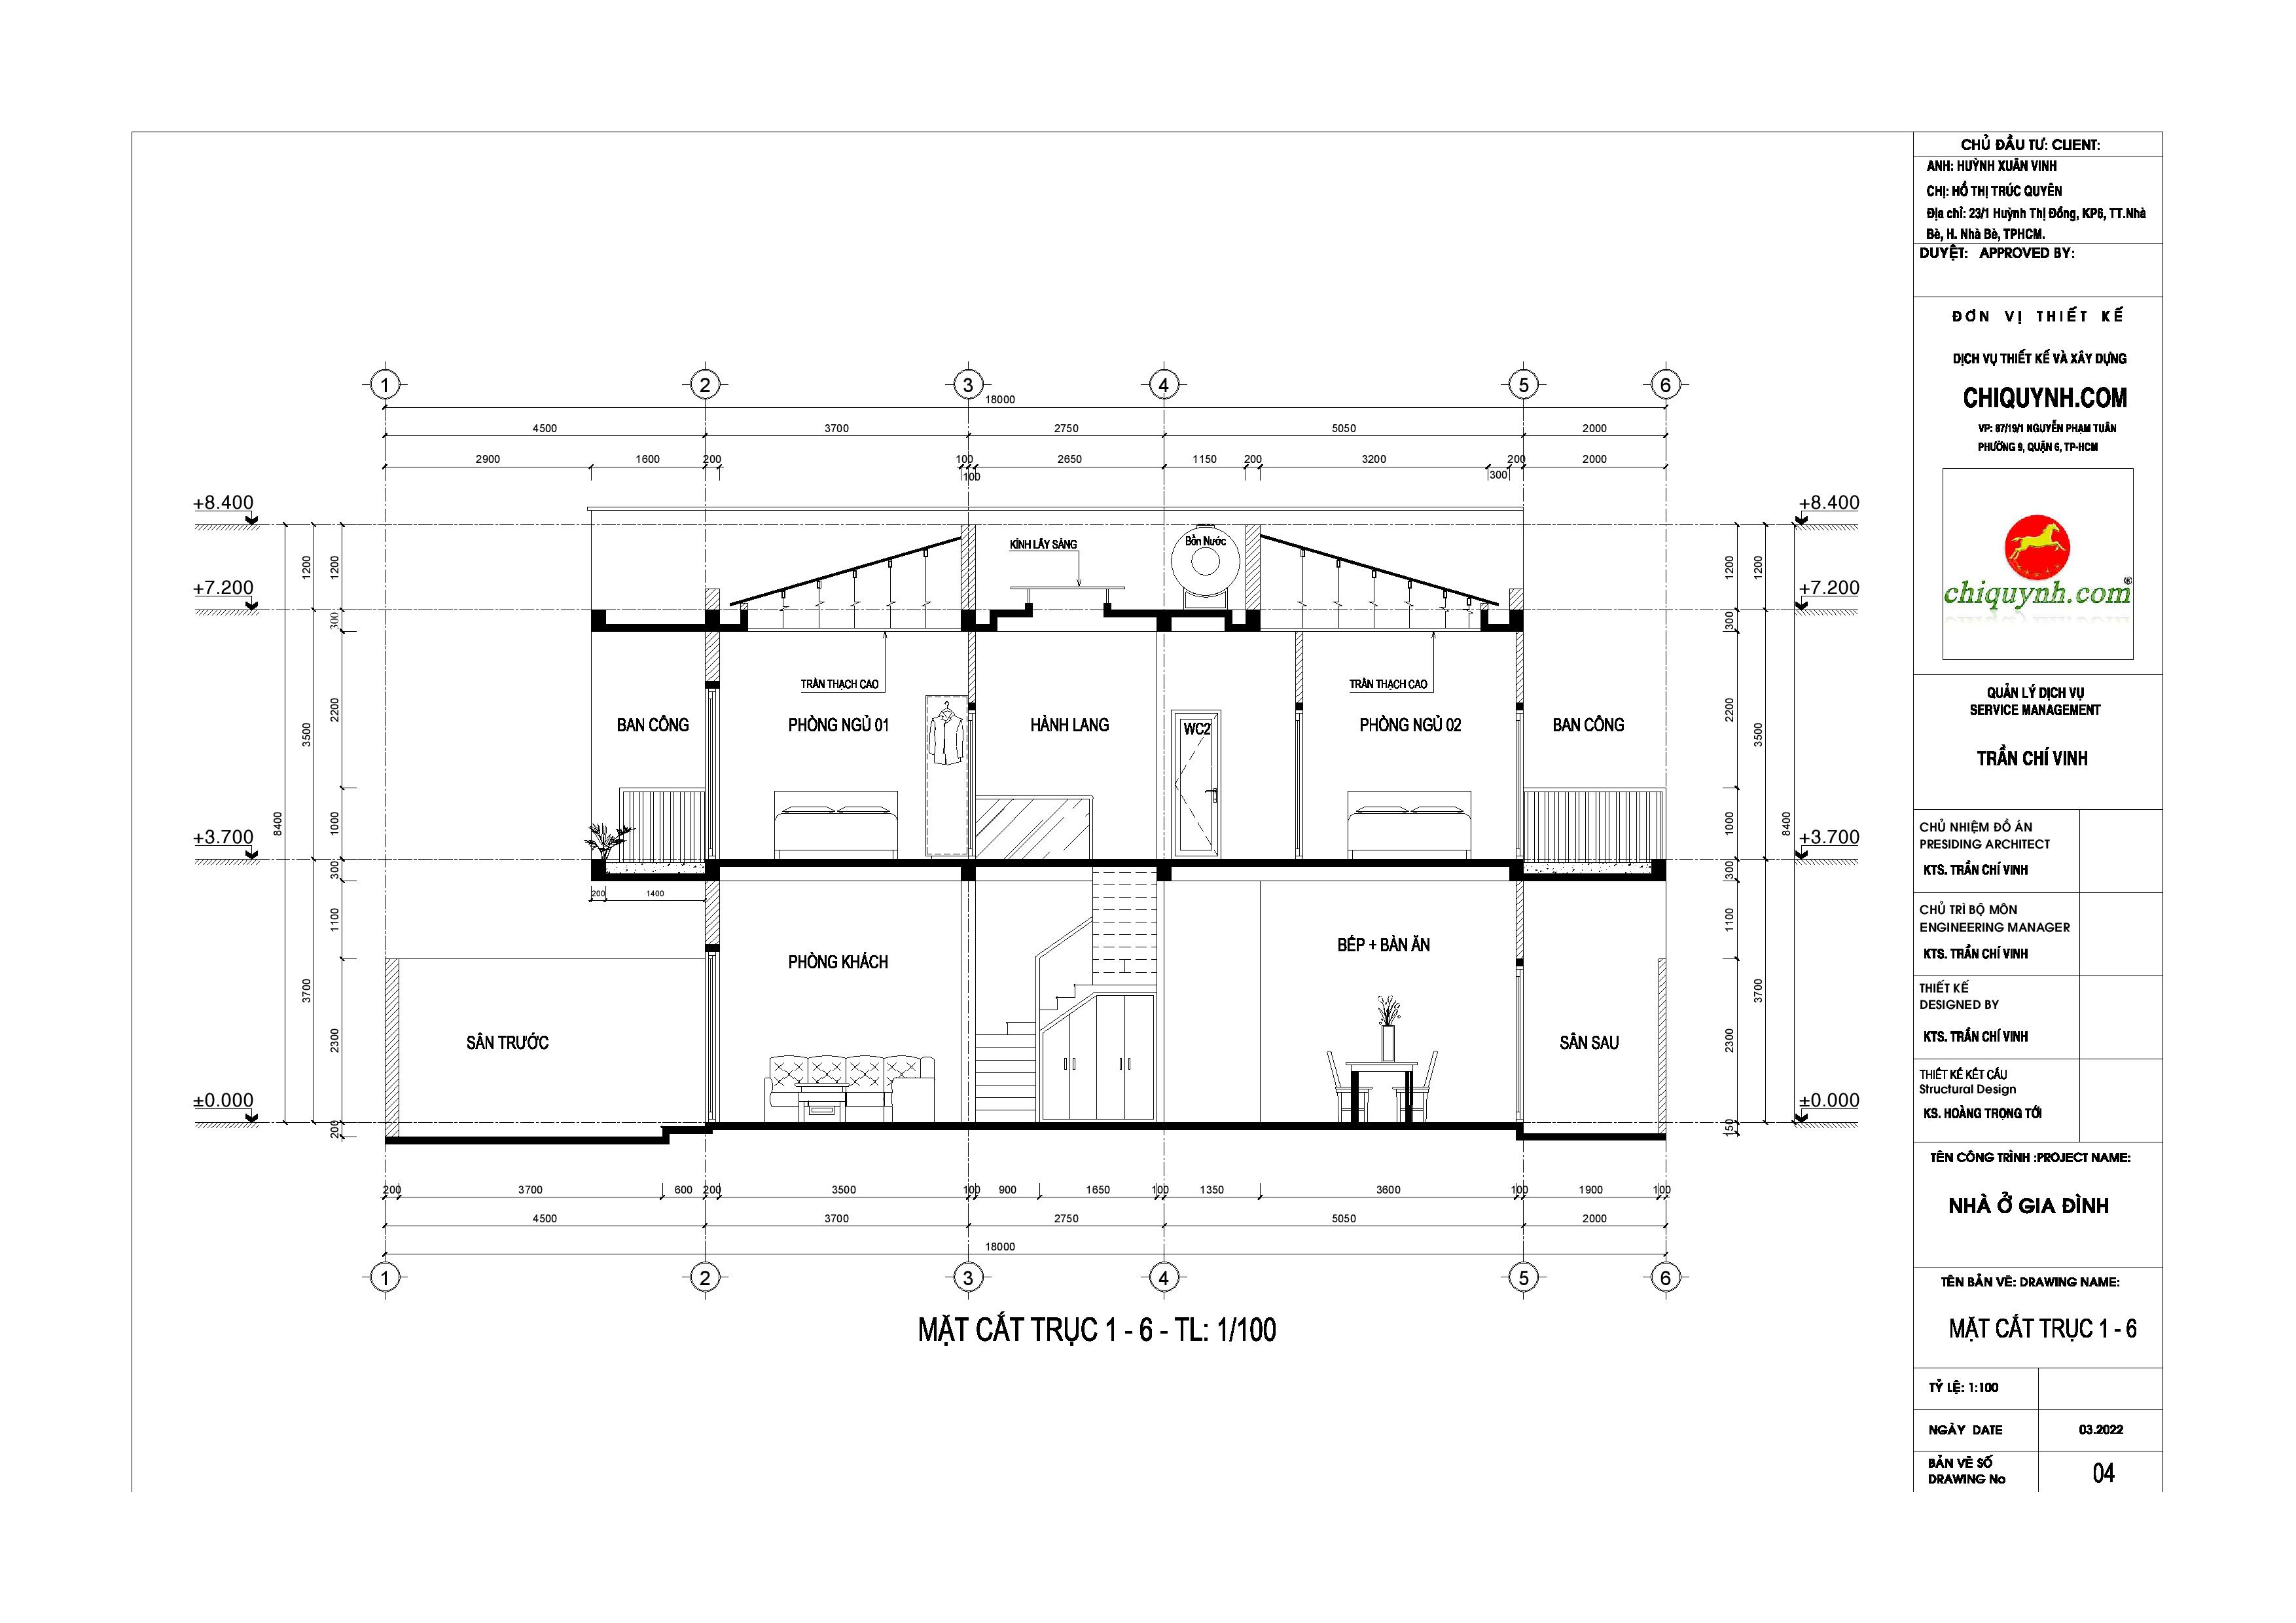 CHỦ ĐẦU TƯ: CLIENT:
ANH: HUỲNH XUÂN VINH
CHỊ: HỒ THỊ TRÚC QUYÊN
Địa chỉ: 23/1 Huỳnh Thị Đồng, KP6, TT.Nhà
Bè, H. Nhà Bè, TPHCM.
DUYỆT: APPROVED BY:
ĐƠN VỊ THIẾT KẾ
DỊCH VỤ THIẾT KẾ VÀ XÂY DỰNG
CHIQUYNH.COM
VP: 87/19/1 NGUYỄN PHẠM TUÂN
PHƯỜNG 9, QUẬN 6, TP-HCM
chiquynh.com®
QUẢN LÝ DỊCH VỤ
SERVICE MANAGEMENT
TRẦN CHÍ VINH
CHỦ NHIỆM ĐỒ ÁN
PRESIDING ARCHITECT
KTS. TRẦN CHÍ VINH
CHỦ TRÌ BỘ MÔN
ENGINEERING MANAGER
KTS. TRẦN CHÍ VINH
THIẾT KẾ
DESIGNED BY
KTS. TRẦN CHÍ VINH
THIẾT KẾ KẾT CẤU
Structural Design
KS. HOÀNG TRỌNG TỚI
TÊN CÔNG TRÌNH :PROJECT NAME:
NHÀ Ở GIA ĐÌNH
TÊN BẢN VẼ: DRAWING NAME:
MẶT CẮT TRỤC 1 - 6
TỶ LỆ: 1:100
NGÀY DATE 03.2022
BẢN VẼ SỐ
DRAWING No 04
1 2 3 4 5 6
18000
4500 3700 2750 5050 2000
2900 1600 200 100 2650 1150 200 3200 200 2000
100 300
+8.400 +8.400
KÍNH LẤY SÁNG Bồn Nước
1200 1200 1200 1200
+7.200 +7.200
300 300
TRẦN THẠCH CAO TRẦN THẠCH CAO
2200 3500 2200 3500
BAN CÔNG PHÒNG NGỦ 01 HÀNH LANG WC2 PHÒNG NGỦ 02 BAN CÔNG
8400 1000 1000 8400
+3.700 +3.700
300 300
200 1400
1100 1100
BẾP + BÀN ĂN
PHÒNG KHÁCH
3700 3700
2300 2300
SÂN TRƯỚC SÂN SAU
±0.000 ±0.000
200 150
200 3700 600 200 3500 100 900 1650 100 1350 3600 100 1900 100
4500 3700 2750 5050 2000
18000
1 2 3 4 5 6
MẶT CẮT TRỤC 1 - 6 - TL: 1/100